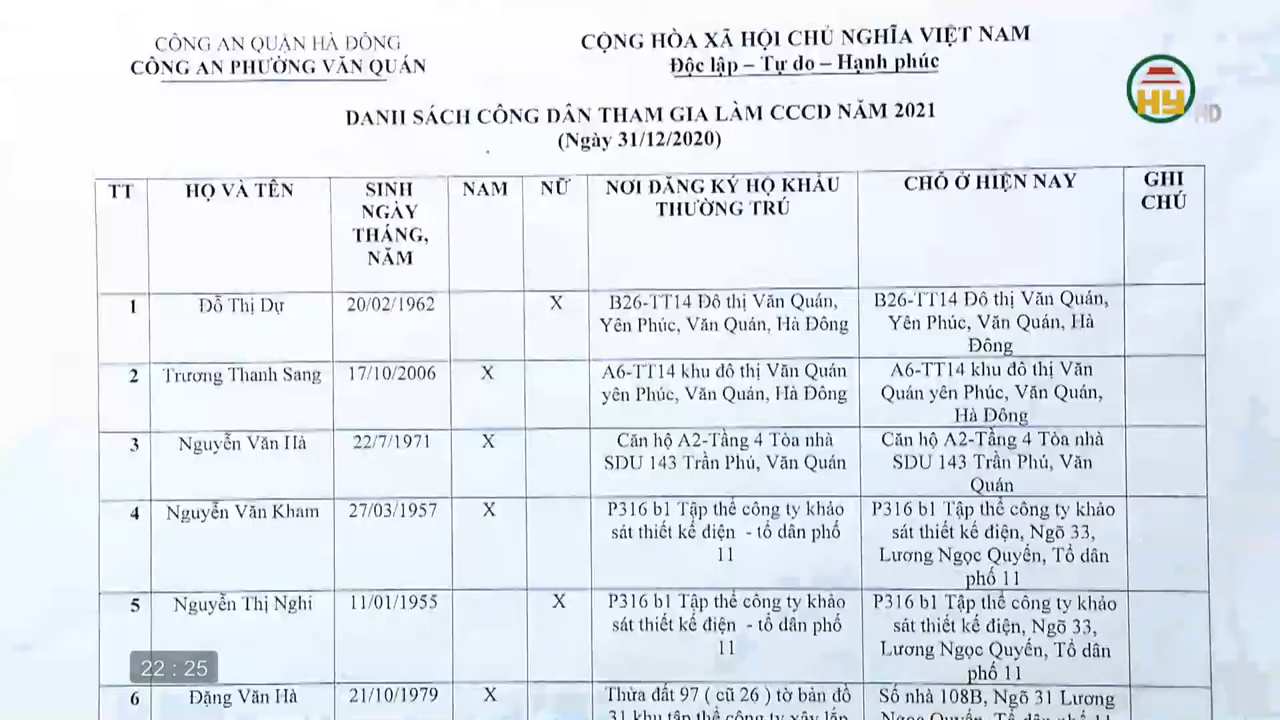 CÔNG AN QUẬN HÀ ĐÔNG
CÔNG AN PHƯỜNG VĂN QUÁN
CỘNG HÒA XÃ HỘI CHỦ NGHĨA VIỆT NAM
Độc lập – Tự do – Hạnh phúc
HY HD
DANH SÁCH CÔNG DÂN THAM GIA LÀM CCCD NĂM 2021
(Ngày 31/12/2020)
TT HỌ VÀ TÊN SINH NGÀY THÁNG, NĂM NAM NỮ NƠI ĐĂNG KÝ HỘ KHẨU THƯỜNG TRÚ CHỖ Ở HIỆN NAY GHI CHÚ
1 Đỗ Thị Dự 20/02/1962 X B26-TT14 Đô thị Văn Quán, B26-TT14 Đô thị Văn Quán,
Yên Phúc, Văn Quán, Hà Đông Yên Phúc, Văn Quán, Hà
Đông
2 Trương Thanh Sang 17/10/2006 X A6-TT14 khu đô thị Văn Quán A6-TT14 khu đô thị Văn
yên Phúc, Văn Quán, Hà Đông Quán yên Phúc, Văn Quán,
Hà Đông
3 Nguyễn Văn Hà 22/7/1971 X Căn hộ A2-Tầng 4 Tòa nhà Căn hộ A2-Tầng 4 Tòa nhà
SDU 143 Trần Phú, Văn Quán SDU 143 Trần Phú, Văn
Quán
4 Nguyễn Văn Kham 27/03/1957 X P316 b1 Tập thể công ty khảo P316 b1 Tập thể công ty khảo
sát thiết kế điện - tổ dân phố sát thiết kế điện, Ngõ 33,
11 Lương Ngọc Quyến, Tổ dân
phố 11
5 Nguyễn Thị Nghi 11/01/1955 X P316 b1 Tập thể công ty khảo P316 b1 Tập thể công ty khảo
sát thiết kế điện - tổ dân phố sát thiết kế điện, Ngõ 33,
11 Lương Ngọc Quyến, Tổ dân
phố 11
22 : 25
6 Đặng Văn Hà 21/10/1979 X Thửa đất 97 ( cũ 26 ) tờ bản đồ Số nhà 108B, Ngõ 31 Lương
31 khu tập thể công ty xây lắp Ngọc Quyến, Tổ dân phố